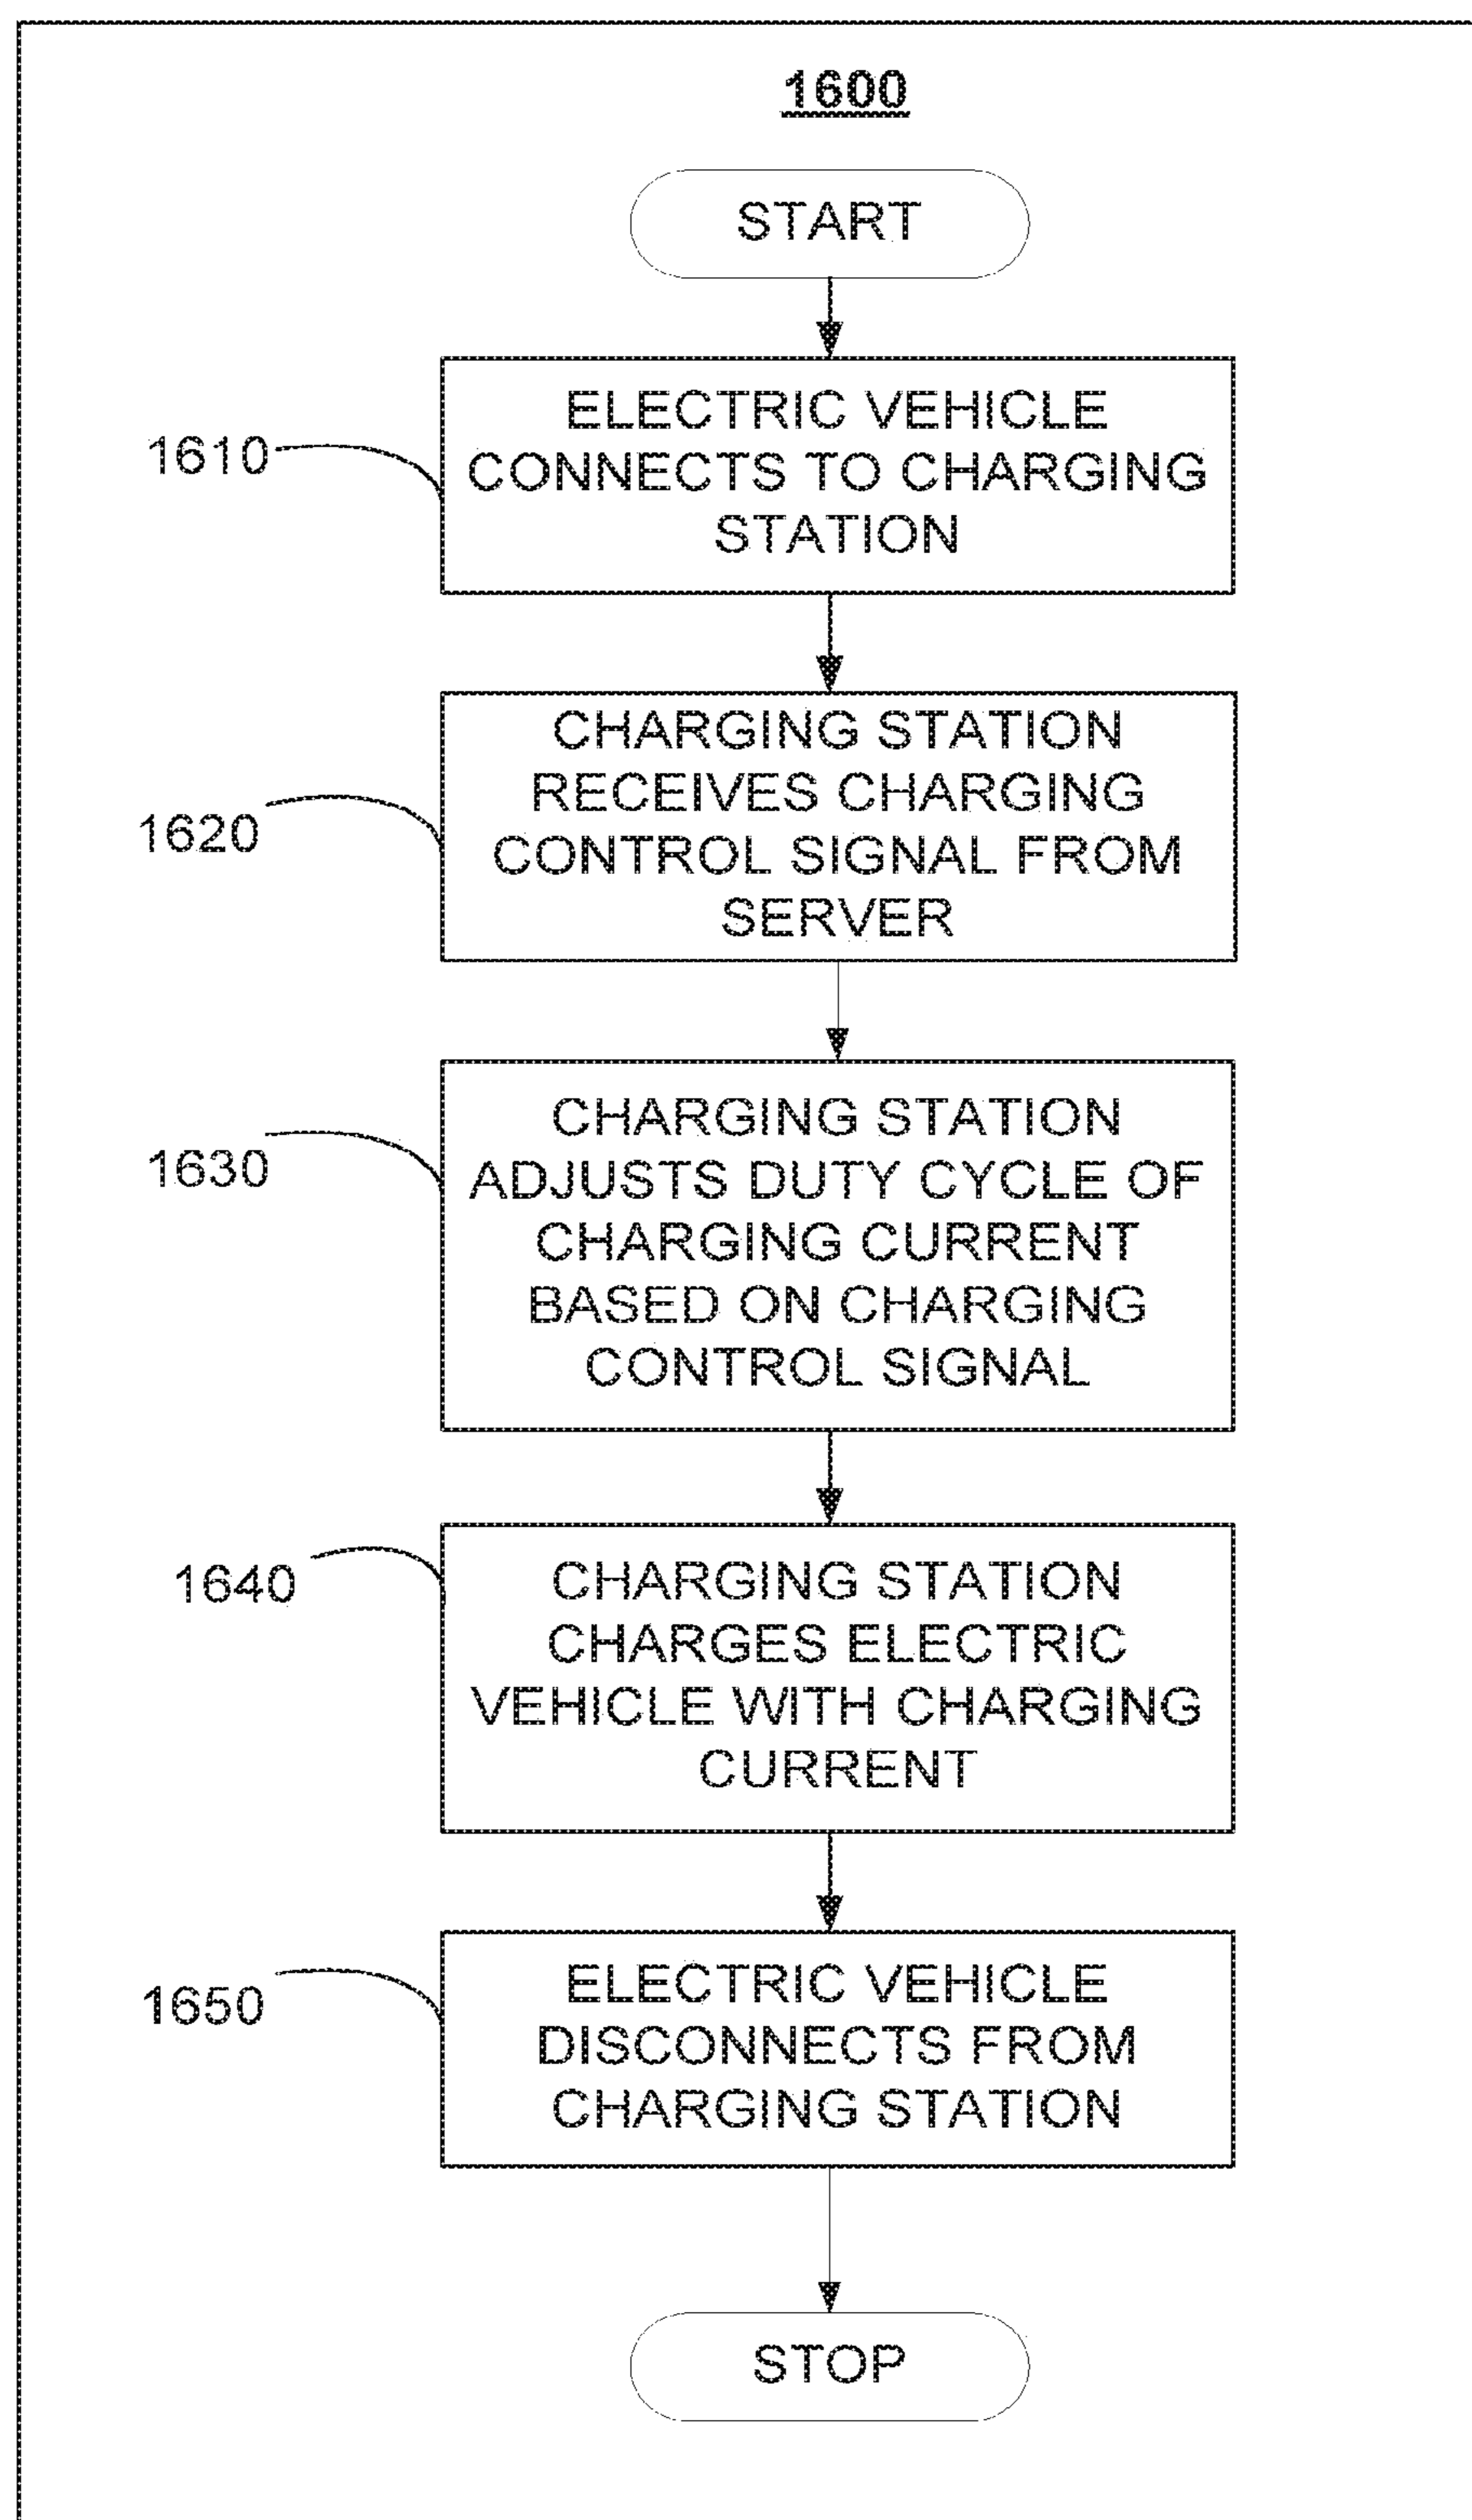 1600
START
1610
ELECTRIC VEHICLE
CONNECTS TO CHARGING
STATION
1620
CHARGING STATION
RECEIVES CHARGING
CONTROL SIGNAL FROM
SERVER
1630
CHARGING STATION
ADJUSTS DUTY CYCLE OF
CHARGING CURRENT
BASED ON CHARGING
CONTROL SIGNAL
1640
CHARGING STATION
CHARGES ELECTRIC
VEHICLE WITH CHARGING
CURRENT
1650
ELECTRIC VEHICLE
DISCONNECTS FROM
CHARGING STATION
STOP